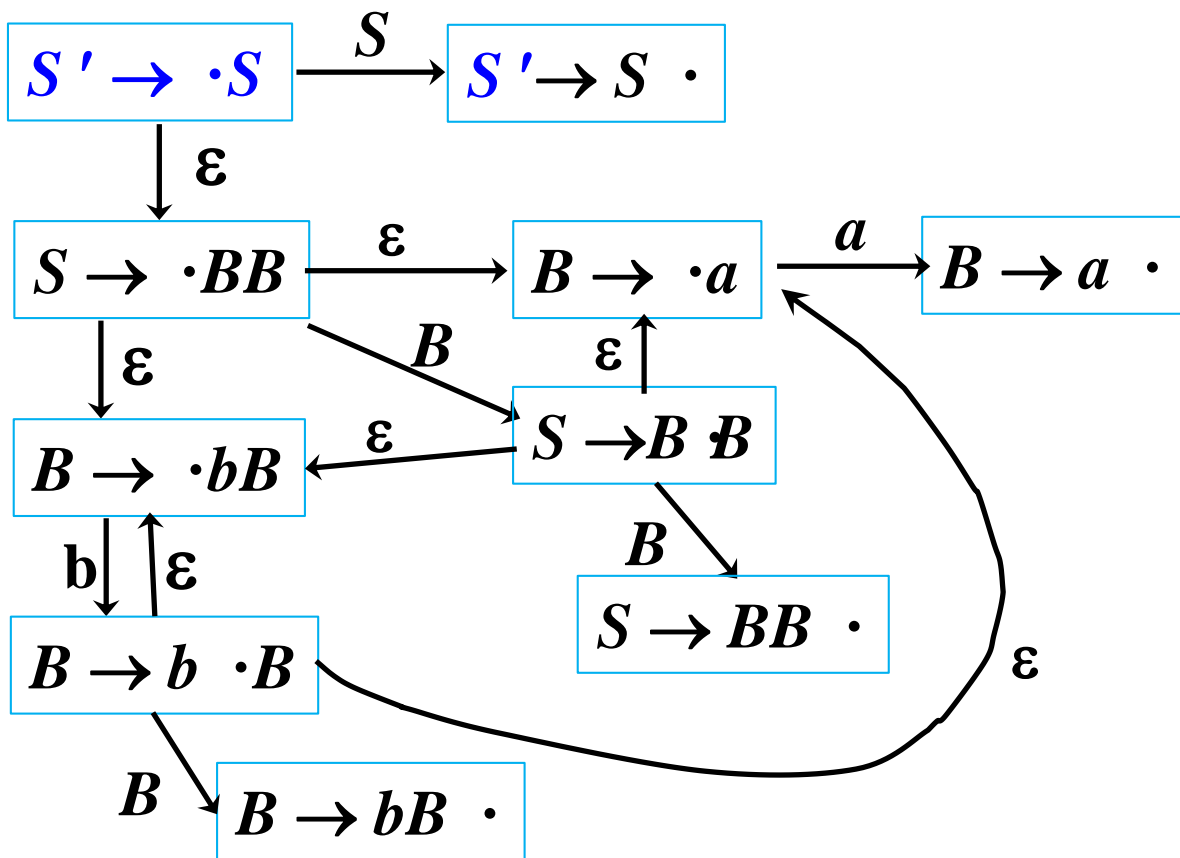 S
S ' → ·S
S '→ S ·
ε
S → ·BB
ε
B → ·a
a
B → a ·
ε
B
ε
B → ·bB
ε
S →B ·B
b
ε
B
B → b ·B
S → BB ·
ε
B
B → bB ·